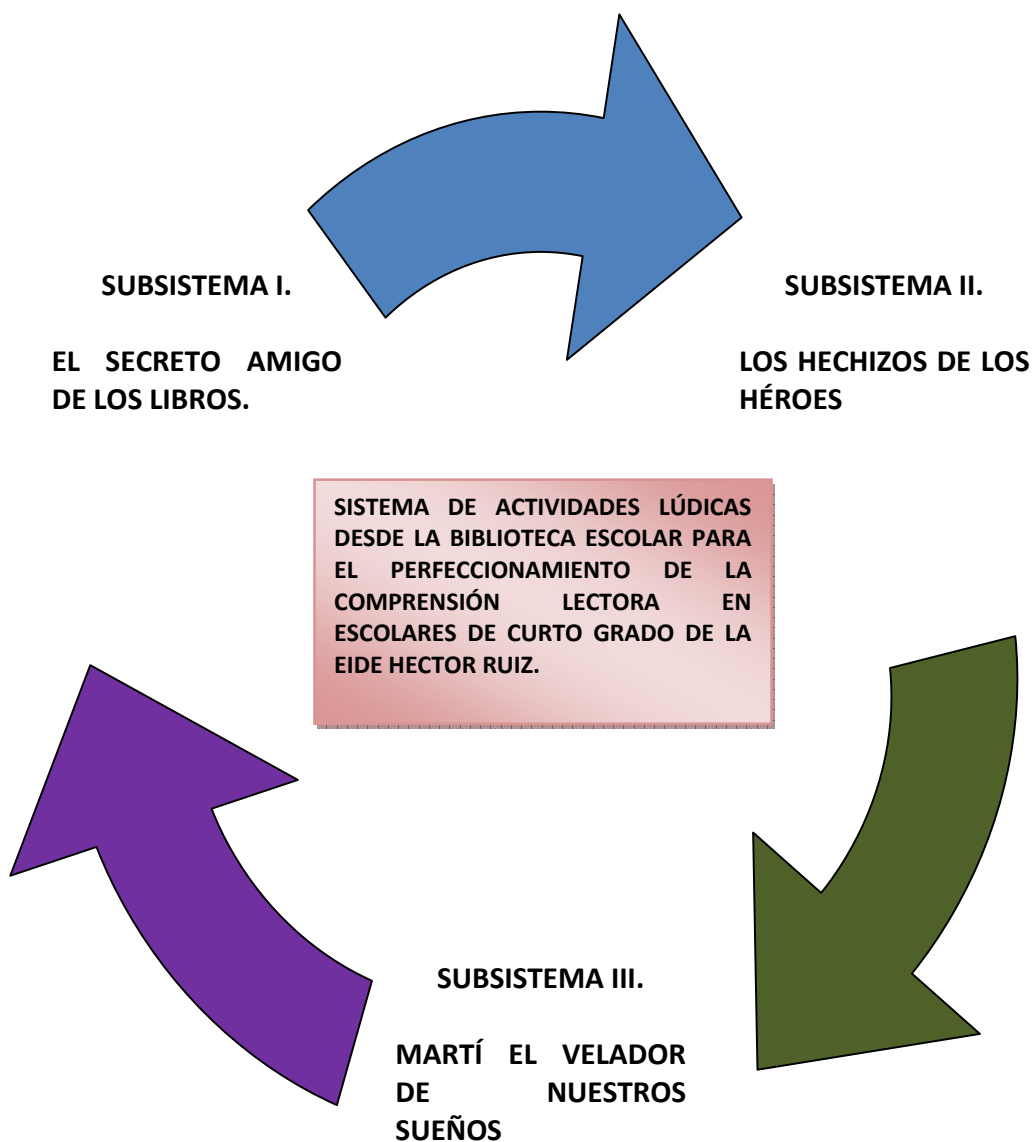 SUBSISTEMA I.
EL SECRETO AMIGO
DE LOS LIBROS.
SUBSISTEMA II.
LOS HECHIZOS DE LOS
HÉROES
SISTEMA DE ACTIVIDADES LÚDICAS
DESDE LA BIBLIOTECA ESCOLAR PARA
EL PERFECCIONAMIENTO DE LA
COMPRENSIÓN LECTORA EN
ESCOLARES DE CURTO GRADO DE LA
EIDE HECTOR RUIZ.
SUBSISTEMA III.
MARTÍ EL VELADOR
DE NUESTROS
SUEÑOS